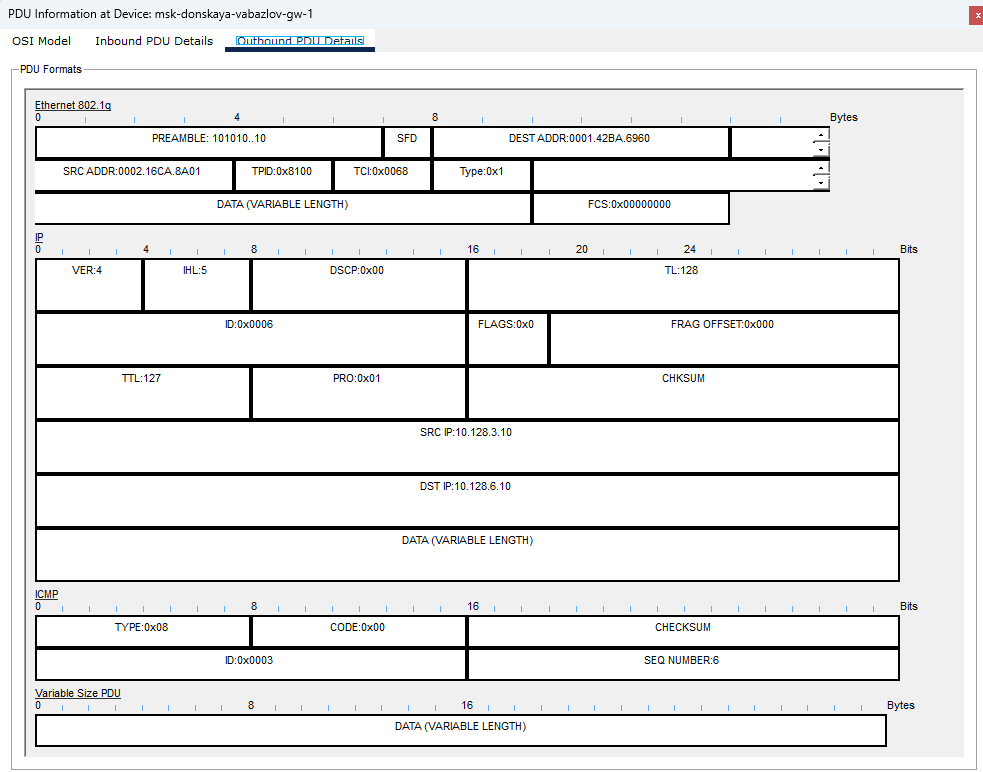 PDU Information at Device: msk-donskaya-vabazlov-gw-1
x
OSI Model Inbound PDU Details Outbound PDU Details
PDU Formats
Ethernet 802.1q
0 4 8 Bytes
PREAMBLE: 101010..10 SFD DEST ADDR:0001.42BA.6960
SRC ADDR:0002.16CA.8A01 TPID:0x8100 TCI:0x0068 Type:0x1
DATA (VARIABLE LENGTH) FCS:0x00000000
IP
0 4 8 16 20 24 Bits
VER:4 IHL:5 DSCP:0x00 TL:128
ID:0x0006 FLAGS:0x0 FRAG OFFSET:0x000
TTL:127 PRO:0x01 CHKSUM
SRC IP:10.128.3.10
DST IP:10.128.6.10
DATA (VARIABLE LENGTH)
ICMP
0 8 16 Bits
TYPE:0x08 CODE:0x00 CHECKSUM
ID:0x0003 SEQ NUMBER:6
Variable Size PDU
0 8 16 Bytes
DATA (VARIABLE LENGTH)